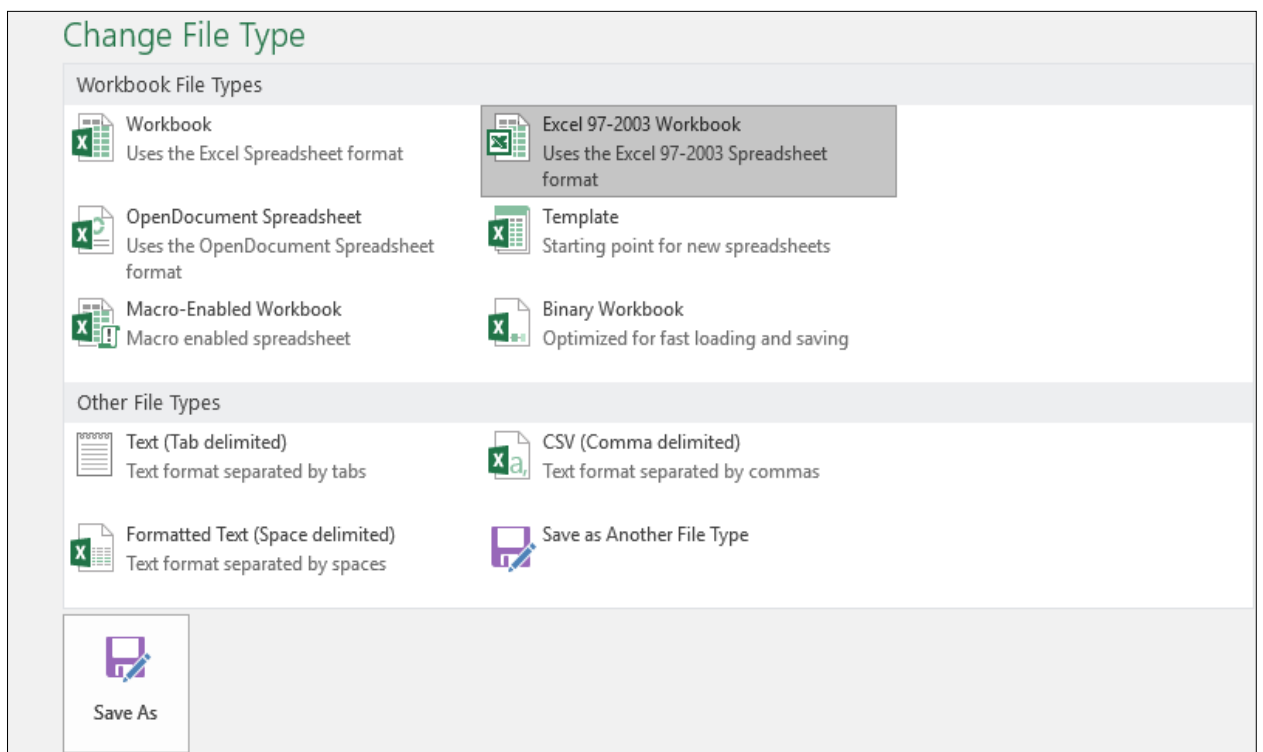 Change File Type
Workbook File Types
Workbook
Uses the Excel Spreadsheet format
Excel 97-2003 Workbook
Uses the Excel 97-2003 Spreadsheet
format
OpenDocument Spreadsheet
Uses the OpenDocument Spreadsheet
format
Template
Starting point for new spreadsheets
Macro-Enabled Workbook
Macro enabled spreadsheet
Binary Workbook
Optimized for fast loading and saving
Other File Types
Text (Tab delimited)
Text format separated by tabs
CSV (Comma delimited)
Text format separated by commas
Formatted Text (Space delimited)
Text format separated by spaces
Save as Another File Type
Save As